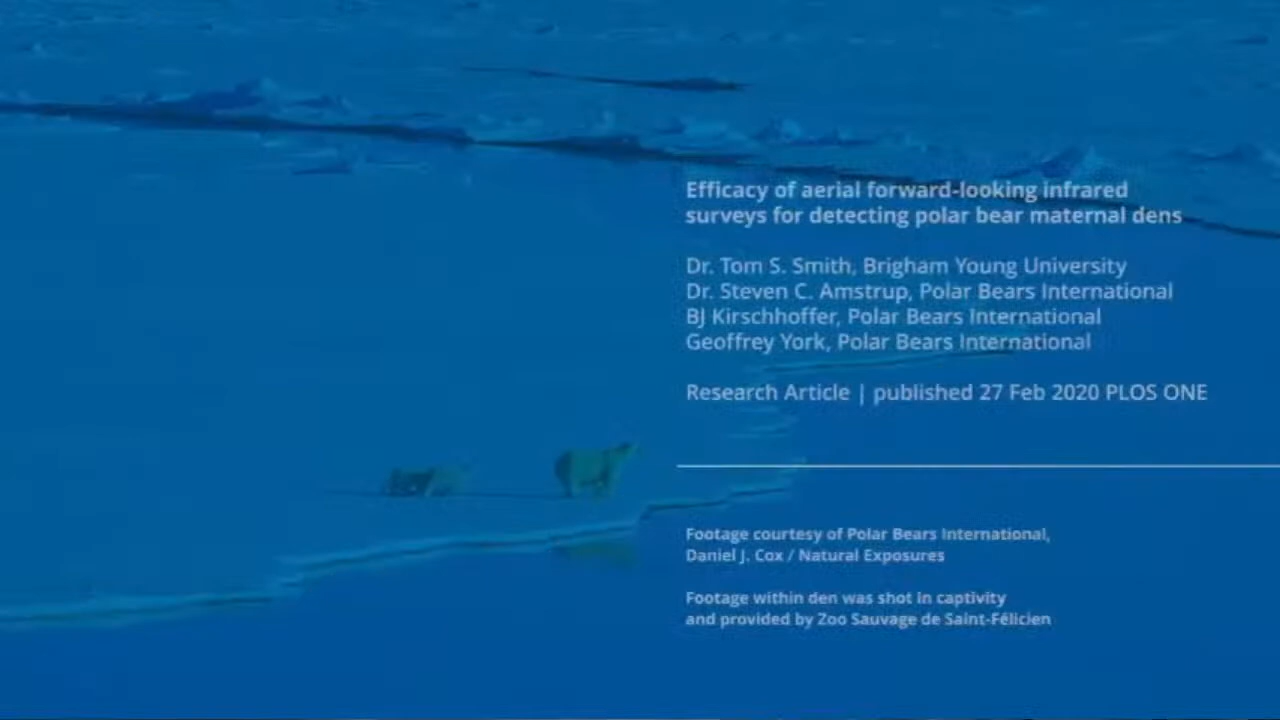 Efficacy of aerial forward-looking infrared
surveys for detecting polar bear maternal dens
Dr. Tom S. Smith, Brigham Young University
Dr. Steven C. Amstrup, Polar Bears International
BJ Kirschhoffer, Polar Bears International
Geoffrey York, Polar Bears International
Research Article | published 27 Feb 2020 PLOS ONE
Footage courtesy of Polar Bears International,
Daniel J. Cox / Natural Exposures
Footage within den was shot in captivity
and provided by Zoo Sauvage de Saint-Félicien